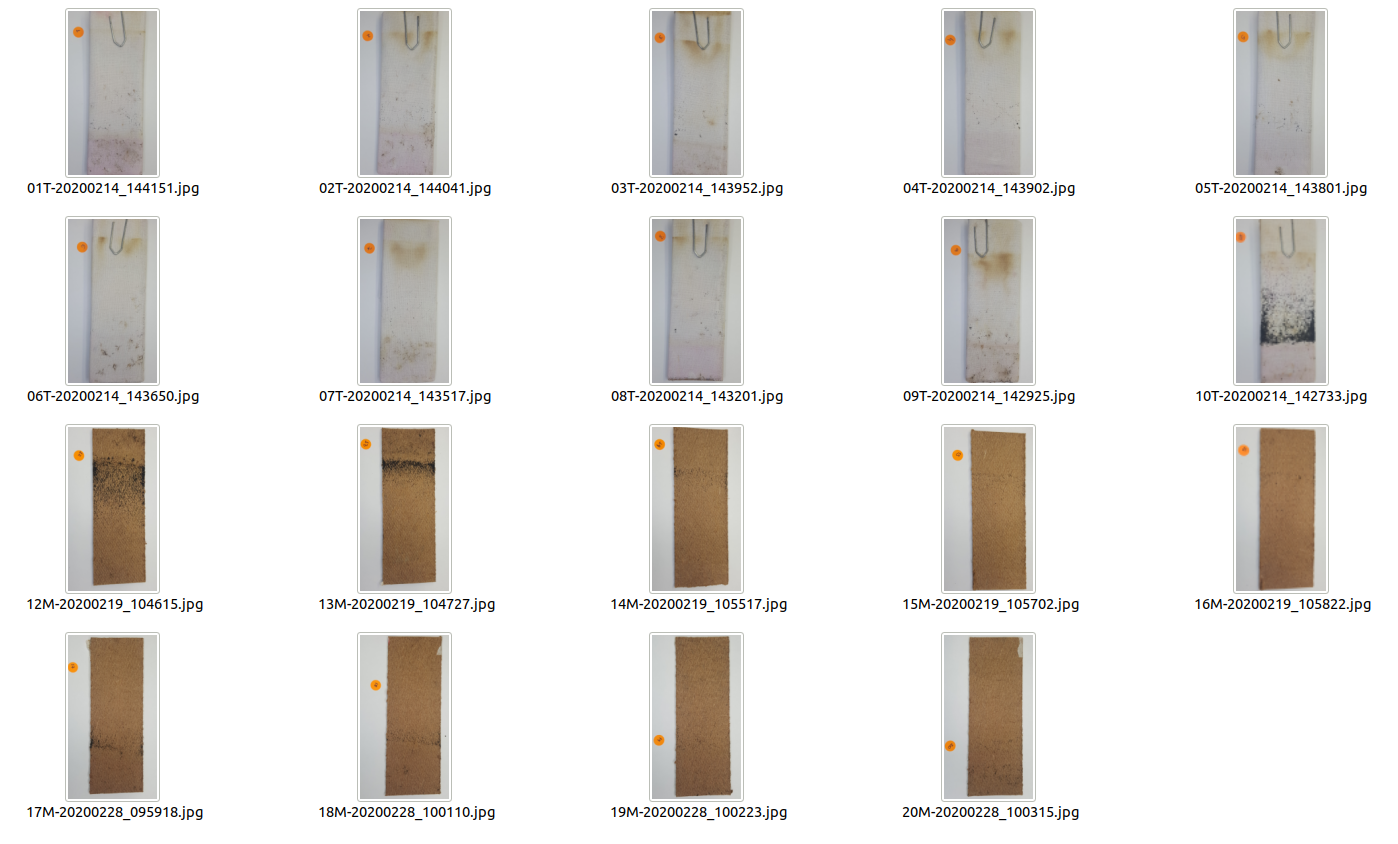 01T-20200214_144151.jpg
02T-20200214_144041.jpg
03T-20200214_143952.jpg
04T-20200214_143902.jpg
05T-20200214_143801.jpg
06T-20200214_143650.jpg
07T-20200214_143517.jpg
08T-20200214_143201.jpg
09T-20200214_142925.jpg
10T-20200214_142733.jpg
12M-20200219_104615.jpg
13M-20200219_104727.jpg
14M-20200219_105517.jpg
15M-20200219_105702.jpg
16M-20200219_105822.jpg
17M-20200228_095918.jpg
18M-20200228_100110.jpg
19M-20200228_100223.jpg
20M-20200228_100315.jpg